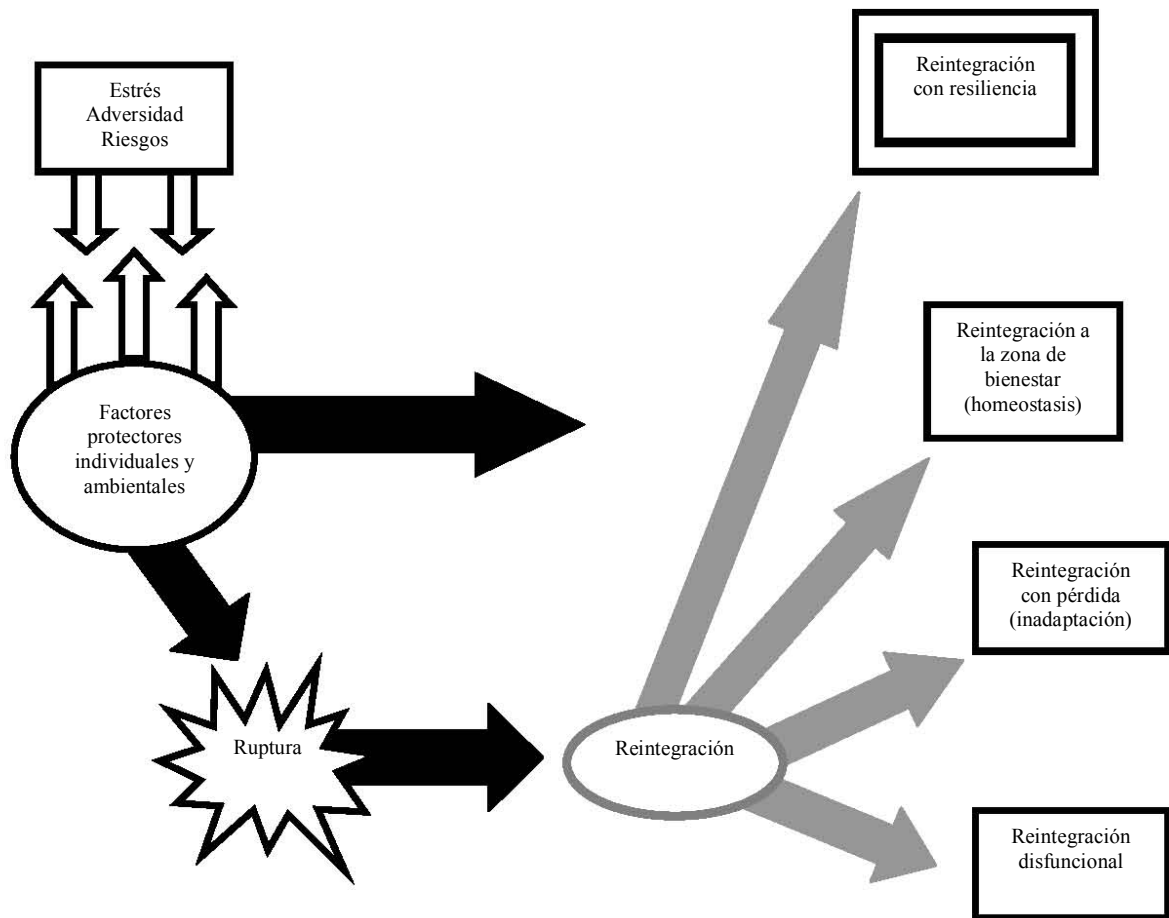 Estrés
Adversidad
Riesgos
Reintegración
con resiliencia
Factores
protectores
individuales y
ambientales
Reintegración a
la zona de
bienestar
(homeostasis)
Reintegración
con pérdida
(inadaptación)
Ruptura
Reintegración
Reintegración
disfuncional